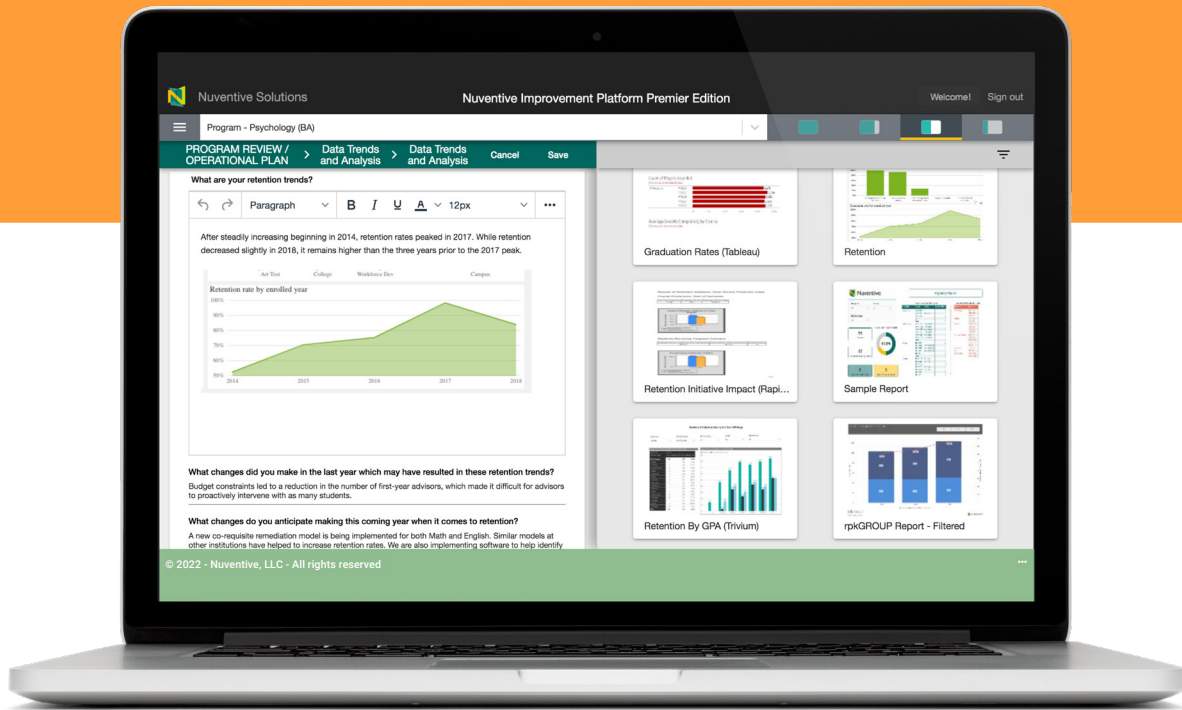 Nuventive Solutions
Nuventive Improvement Platform Premier Edition
Welcome!
Sign out
Program - Psychology (BA)
PROGRAM REVIEW /
OPERATIONAL PLAN
>
Data Trends
and Analysis
>
Data Trends
and Analysis
Cancel
Save
What are your retention trends?
Paragraph
B
I
U
A
12px
After steadily increasing beginning in 2014, retention rates peaked in 2017. While retention
decreased slightly in 2018, it remains higher than the three years prior to the 2017 peak.
College
Workforce Dev
Campus
Retention rate by enrolled year
100%
90%
80%
70%
60%
50%
2014
2015
2016
2017
2018
What changes did you make in the last year which may have resulted in these retention trends?
Budget constraints led to a reduction in the number of first-year advisors, which made it difficult for advisors
to proactively intervene with as many students.
What changes do you anticipate making this coming year when it comes to retention?
A new co-requisite remediation model is being implemented for both Math and English. Similar models at
other institutions have helped to increase retention rates. We are also implementing software to help identify
Graduation Rates (Tableau)
Retention
Retention Initiative Impact (Rapi...
Nuventive
Sample Report
Retention By GPA (Trivium)
rpkGROUP Report - Filtered
© 2022 - Nuventive, LLC - All rights reserved